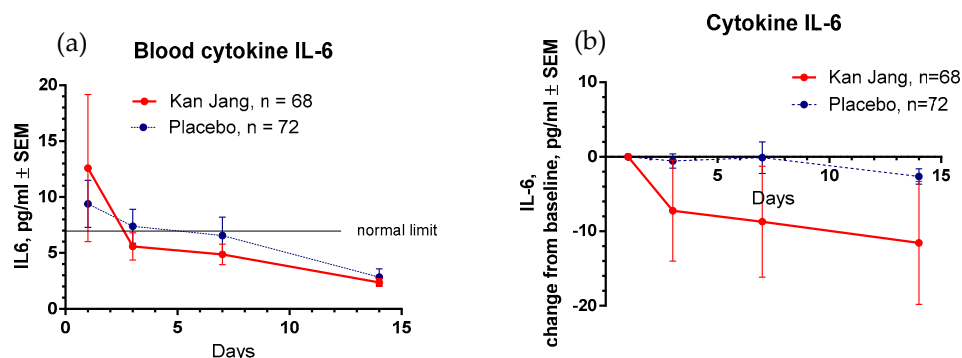 (a)
Blood cytokine IL-6
IL6, pg/ml ± SEM
20
15
10
5
0
Kan Jang, n = 68
Placebo, n = 72
normal limit
0 5 10 15
Days
(b)
Cytokine IL-6
IL-6,
change from baseline, pg/ml ± SEM
10
0
-10
-20
Kan Jang, n=68
Placebo, n=72
5 10 15
Days